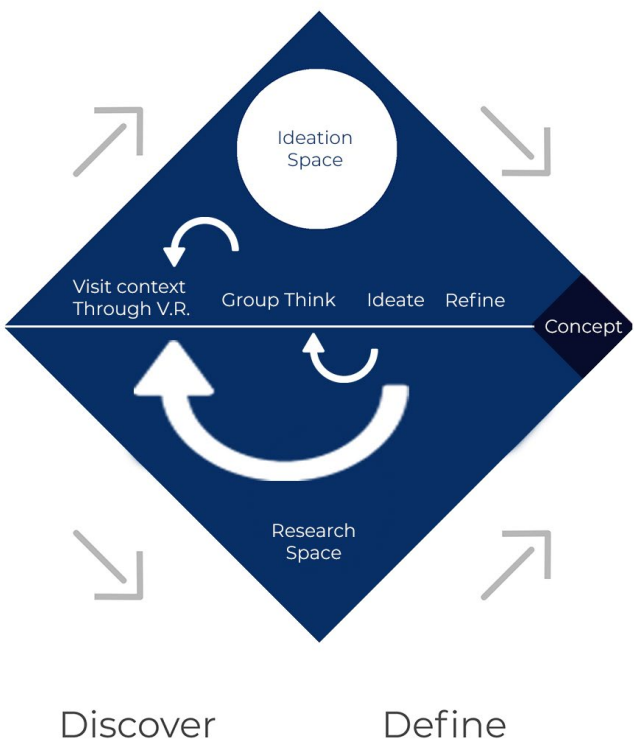 Ideation
Space
Visit context
Through V.R.
Group Think
Ideate
Refine
Concept
Research
Space
Discover
Define